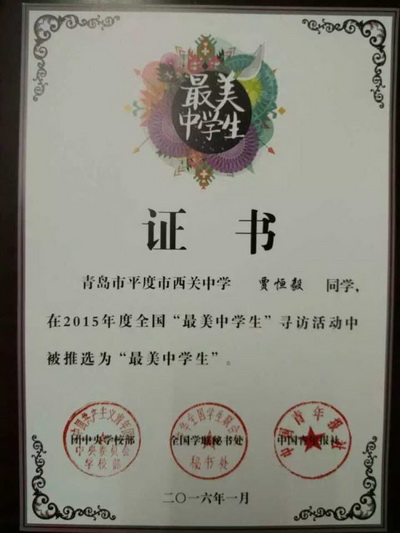 最美
中学生
证书
青岛市平度市西关中学 贾恒毅 同学，
在2015年度全国“最美中学生”寻访活动中
被推选为“最美中学生”。
团中央学校部 全国学联秘书处 中国青年报社
二〇一六年一月